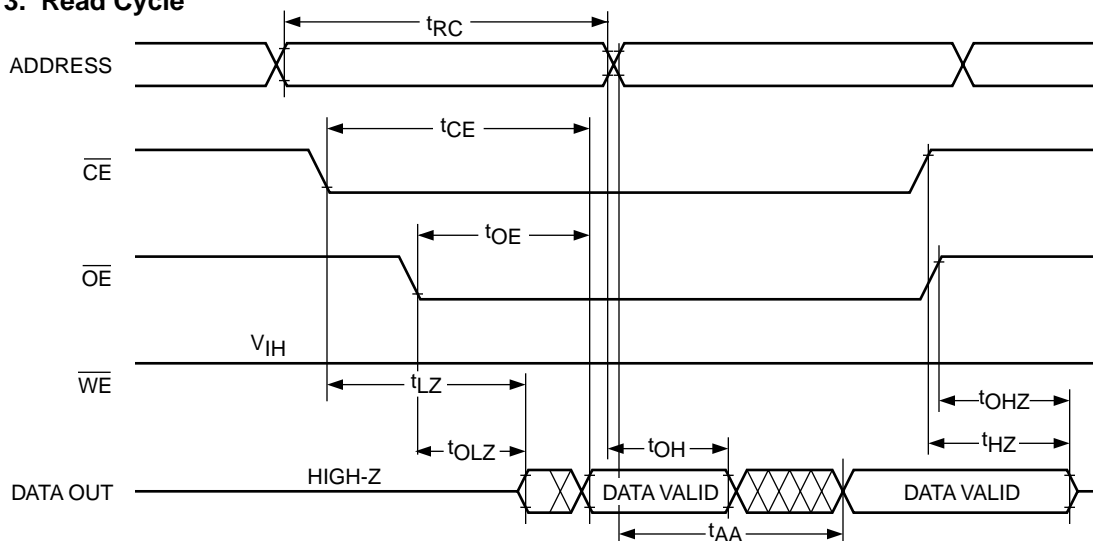 3. Read Cycle
tRC
ADDRESS
tCE
CE
tOE
OE
VIH
WE
tLZ
tOHZ
tOLZ
tOH
tHZ
HIGH-Z
DATA OUT
DATA VALID
DATA VALID
tAA